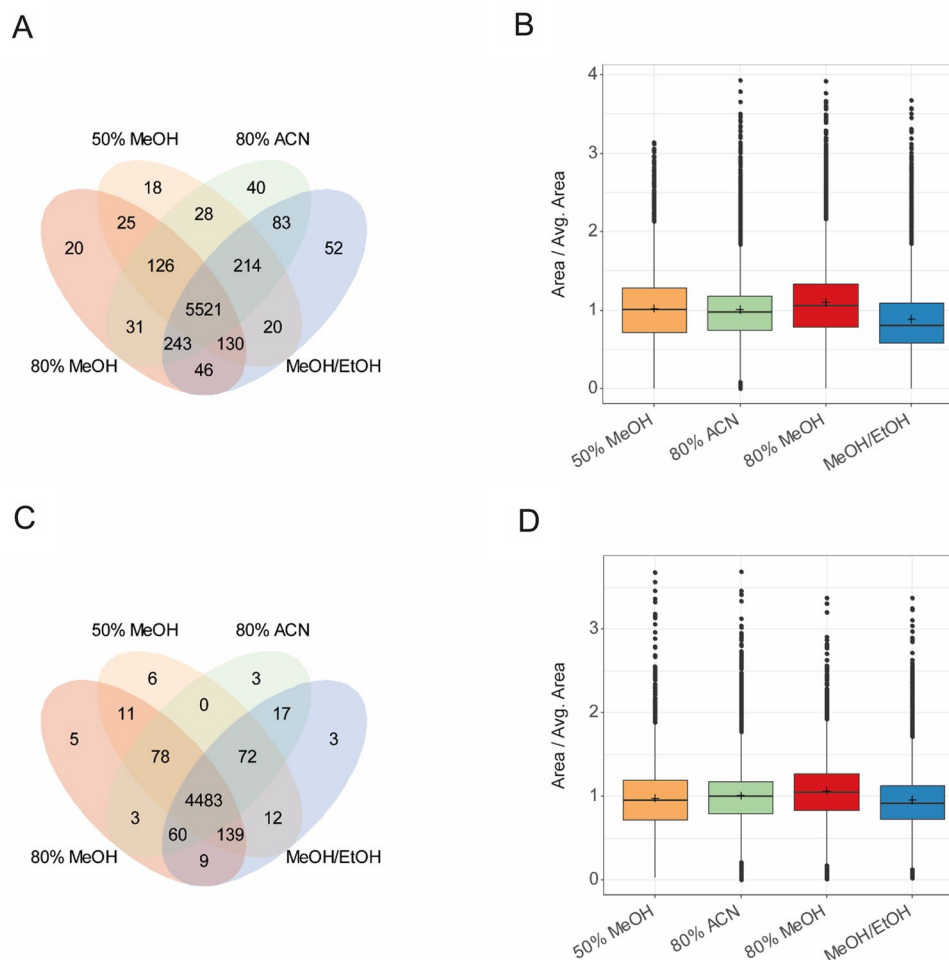 A
50% MeOH 80% ACN
18 40
25 28 83
20 52
126 214
5521
31 20
243 130
80% MeOH 46 MeOH/EtOH
B
Area / Avg. Area
4
3
2
1
0
50% MeOH
80% ACN
80% MeOH
MeOH/EtOH
C
50% MeOH 80% ACN
6 3
11 0 17
5 3
78 72
4483
3 12
60 139
80% MeOH 9 MeOH/EtOH
D
Area / Avg. Area
3
2
1
0
50% MeOH
80% ACN
80% MeOH
MeOH/EtOH